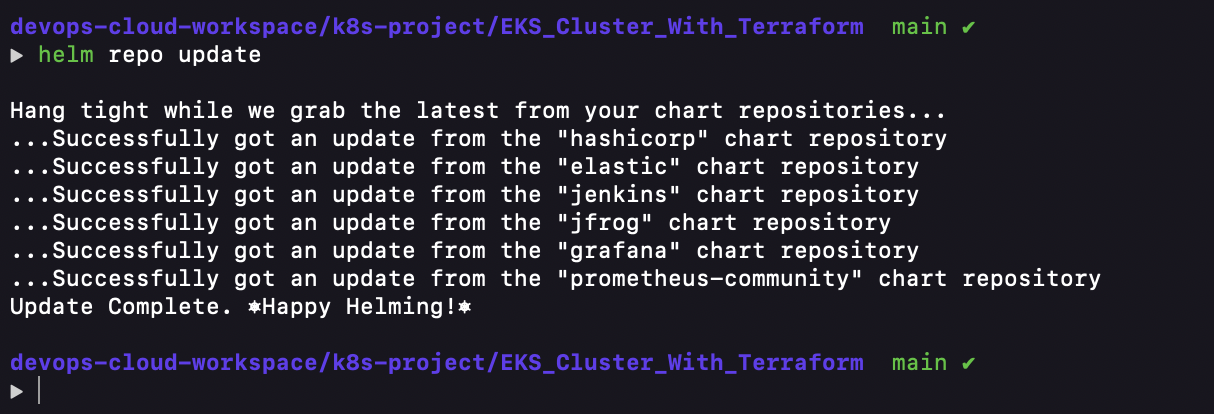 devops-cloud-workspace/k8s-project/EKS_Cluster_With_Terraform main ✔
▶ helm repo update
Hang tight while we grab the latest from your chart repositories...
...Successfully got an update from the "hashicorp" chart repository
...Successfully got an update from the "elastic" chart repository
...Successfully got an update from the "jenkins" chart repository
...Successfully got an update from the "jfrog" chart repository
...Successfully got an update from the "grafana" chart repository
...Successfully got an update from the "prometheus-community" chart repository
Update Complete. ⎈Happy Helming!⎈
devops-cloud-workspace/k8s-project/EKS_Cluster_With_Terraform main ✔
▶